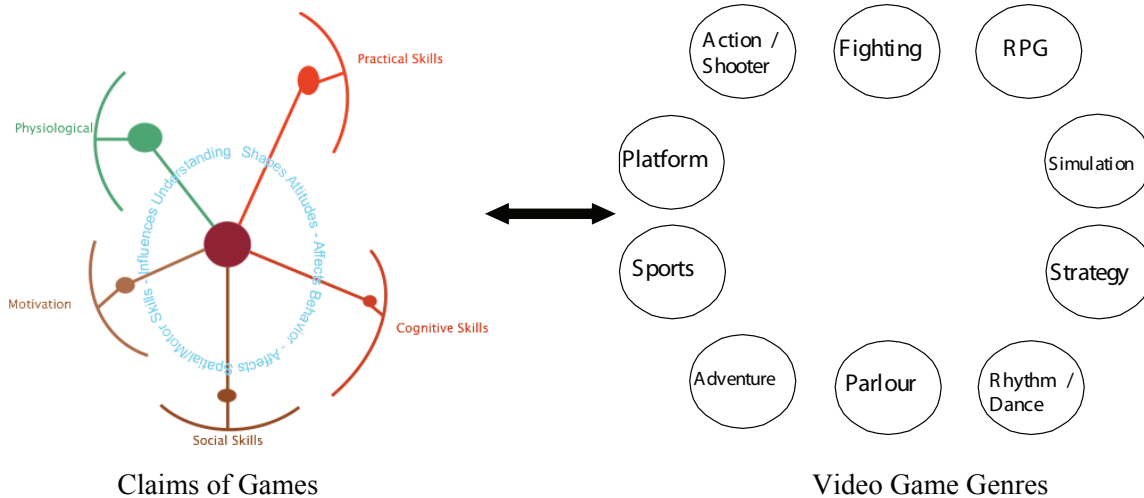 Practical Skills
Physiological
Influences Understanding Shapes Attitudes - Affects Behavior - Affects Spatial/Motor Skills -
Motivation
Cognitive Skills
Social Skills
Claims of Games
Action /
Shooter
Fighting
RPG
Platform
Simulation
Sports
Strategy
Adventure
Parlour
Rhythm /
Dance
Video Game Genres